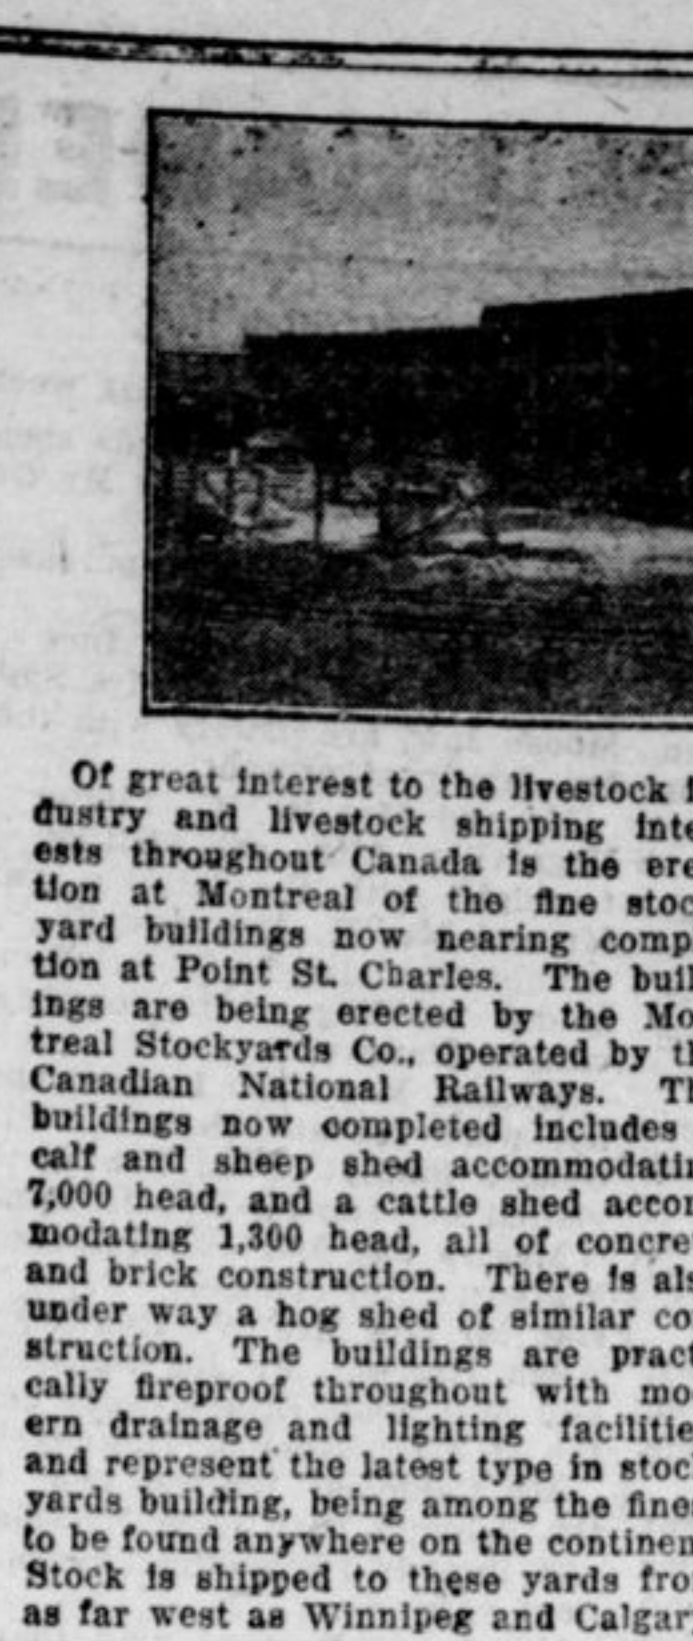 Of great interest to the livestock i
dustry and livestock shipping inte
ests throughout Canada is the ere
tion at Montreal of the fine stoc
yard buildings now nearing comp
tion at Point St. Charles. The buil
ings are being erected by the Mo
treal Stockyards Co., operated by th
Canadian National Railways. Th
buildings now completed includes
calf and sheep shed accommodatin
7,000 head, and a cattle shed accom
modating 1,300 head, all of concre
and brick construction. There is als
under way a hog shed of similar co
struction. The buildings are pract
cally fireproof throughout with mo
ern drainage and lighting facilitie
and represent the latest type in stoc
yards building, being among the fine
to be found anywhere on the continen
Stock is shipped to these yards fro
as far west as Winnipeg and Calgar